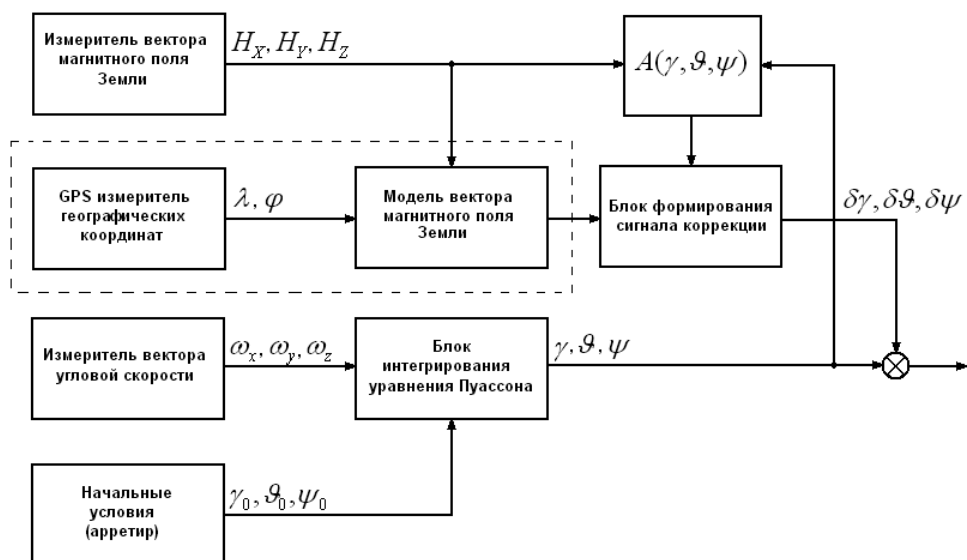 Измеритель вектора
магнитного поля
Земли
H_X, H_Y, H_Z
A(γ, ϑ, ψ)
GPS измеритель
географических
координат
λ, φ
Модель вектора
магнитного поля
Земли
Блок формирования
сигнала коррекции
δγ, δϑ, δψ
Измеритель вектора
угловой скорости
ω_x, ω_y, ω_z
Блок
интегрирования
уравнения Пуассона
γ, ϑ, ψ
Начальные
условия
(арретир)
γ_0, ϑ_0, ψ_0